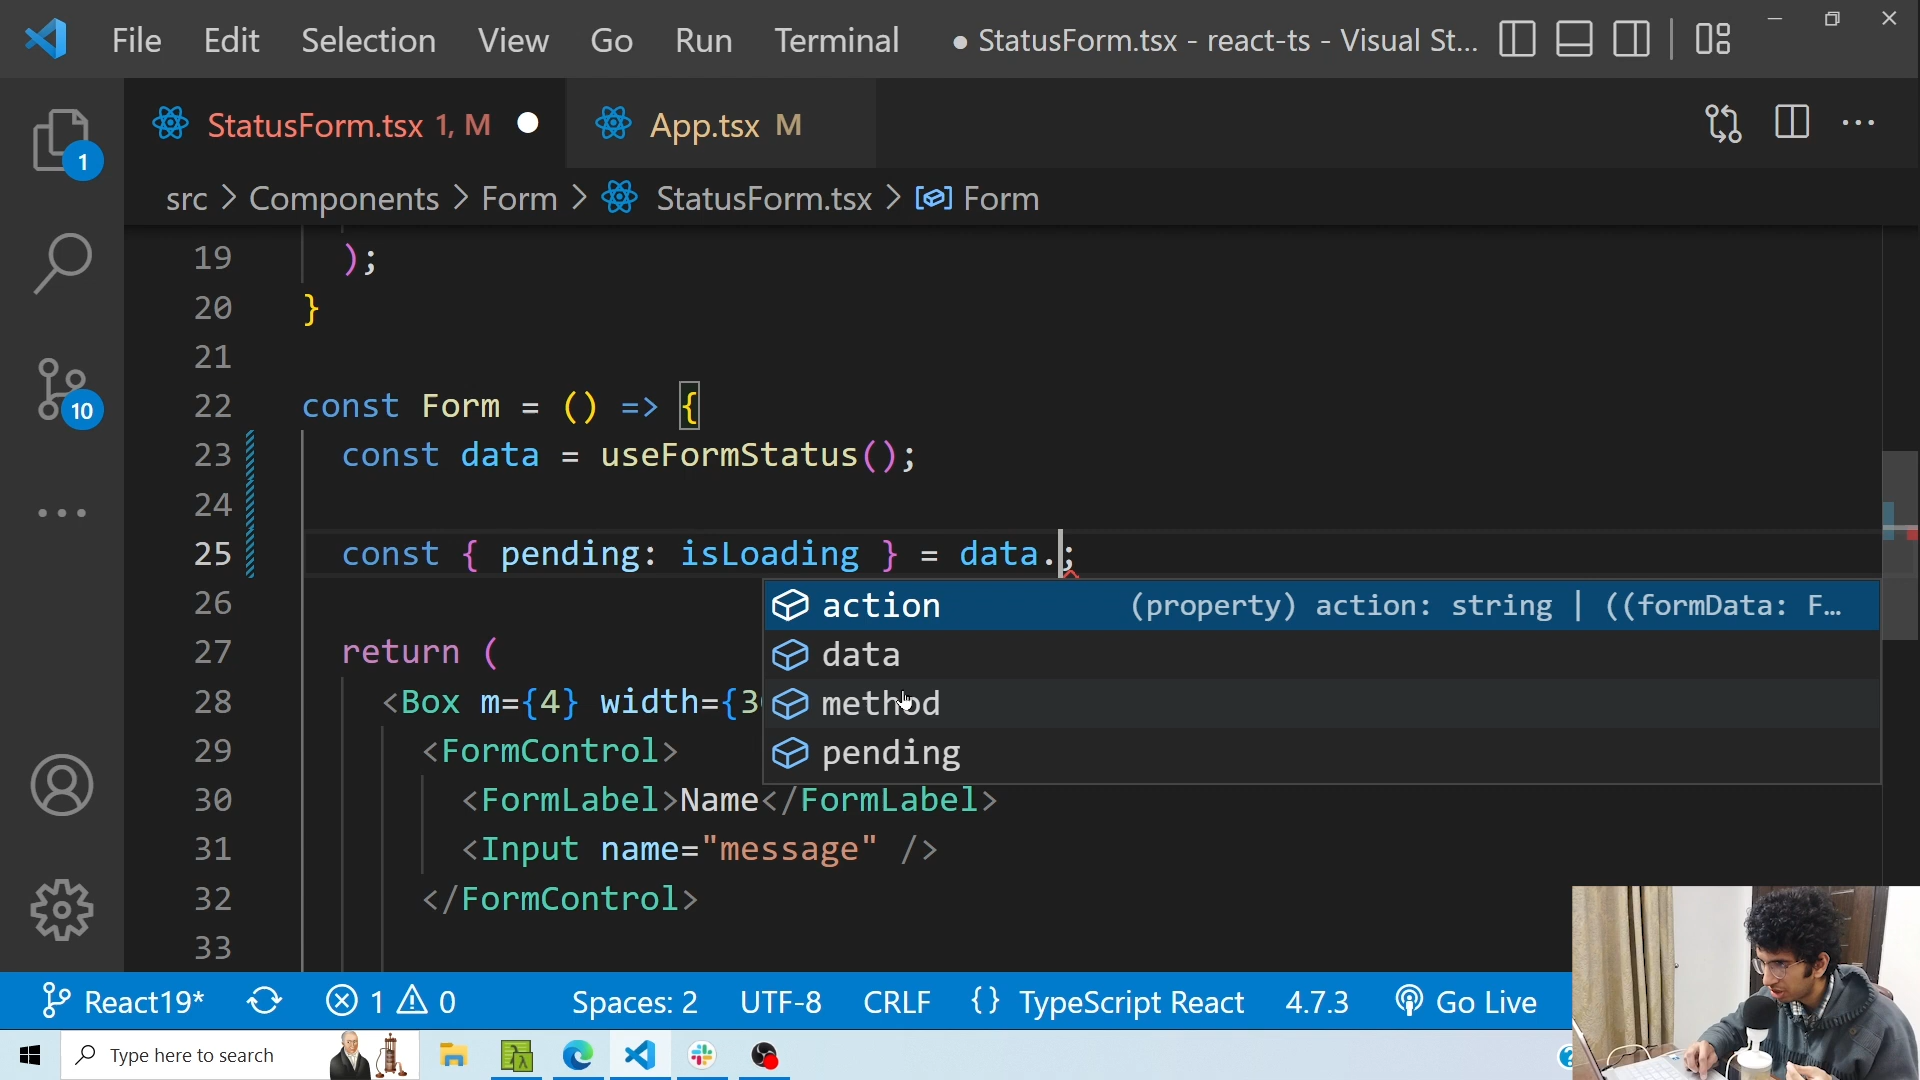 File Edit Selection View Go Run Terminal ● StatusForm.tsx - react-ts - Visual St...
StatusForm.tsx 1, M ● App.tsx M
1
src > Components > Form > StatusForm.tsx > Form
19 );
20 }
21
22 const Form = () => {
23 const data = useFormStatus();
24
25 const { pending: isLoading } = data.;
26
action (property) action: string | ((formData: F…
27 return (
data
28 <Box m={4} width={3
method
29 <FormControl>
pending
30 <FormLabel>Name</FormLabel>
31 <Input name="message" />
32 </FormControl>
33
10
React19* 1 0 Spaces: 2 UTF-8 CRLF {} TypeScript React 4.7.3 Go Live
Type here to search